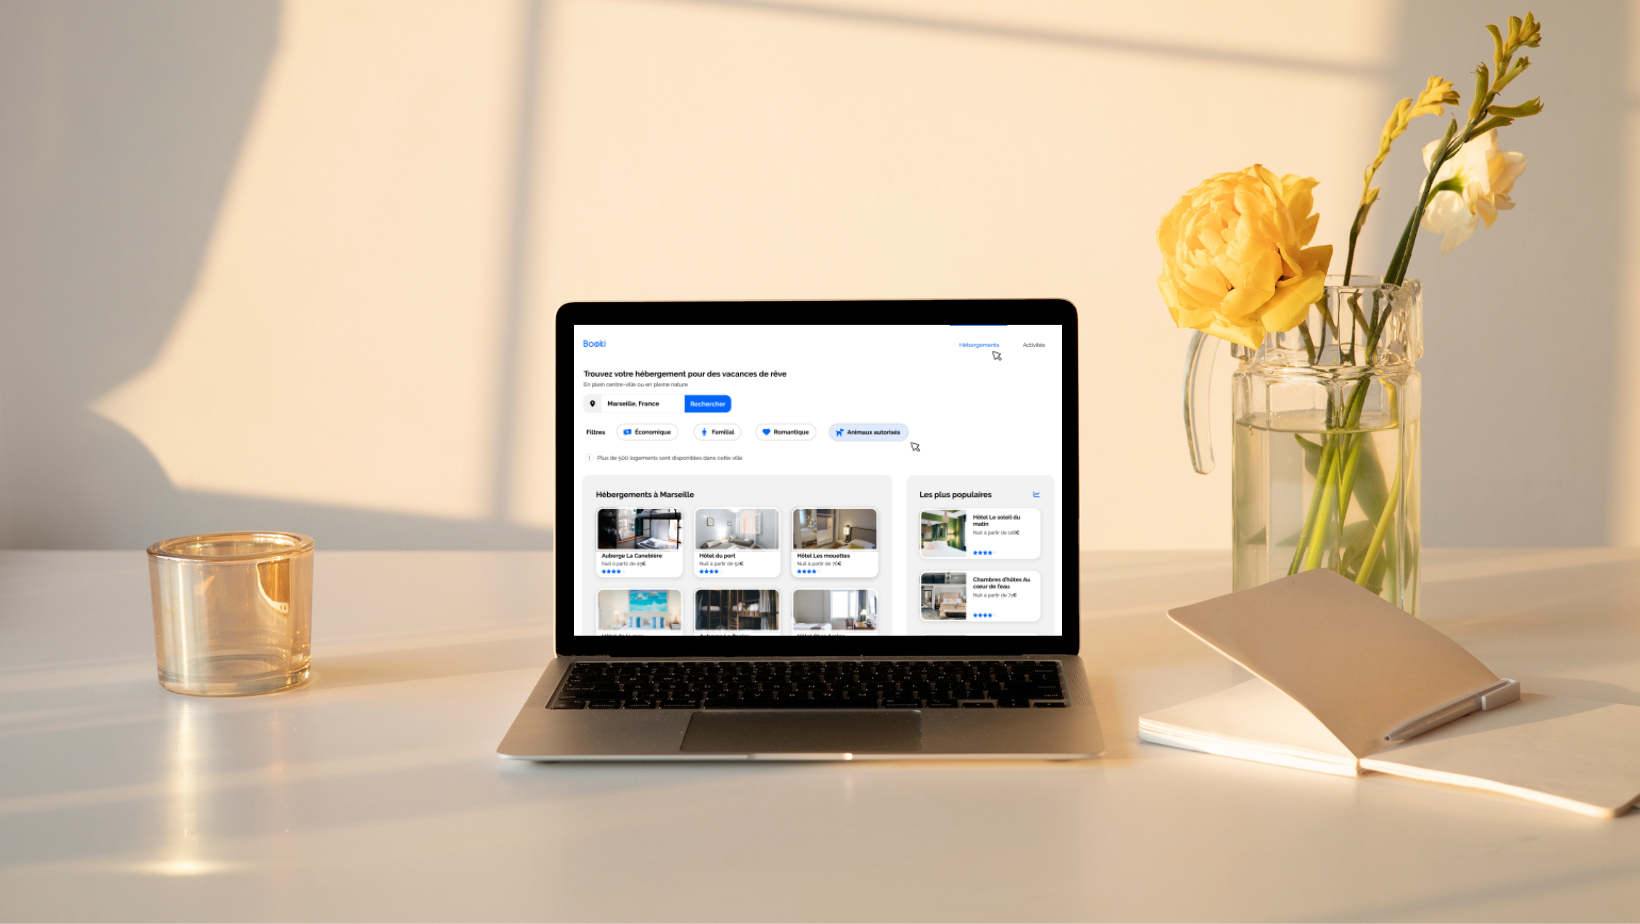 Booki
Hébergements
Activités
Trouvez votre hébergement pour des vacances de rêve
En plein centre-ville ou en pleine nature
Marseille, France
Rechercher
Filtres
Économique
Familial
Romantique
Animaux autorisés
Plus de 500 logements sont disponibles dans cette ville
Hébergements à Marseille
Auberge La Canebière
Nuit à partir de 25€
Hôtel du port
Nuit à partir de 52€
Hôtel Les mouettes
Nuit à partir de 76€
Les plus populaires
Hôtel Le soleil du
matin
Nuit à partir de
Chambres d'hôtes Au
cœur de l'eau
Nuit à partir de 71€